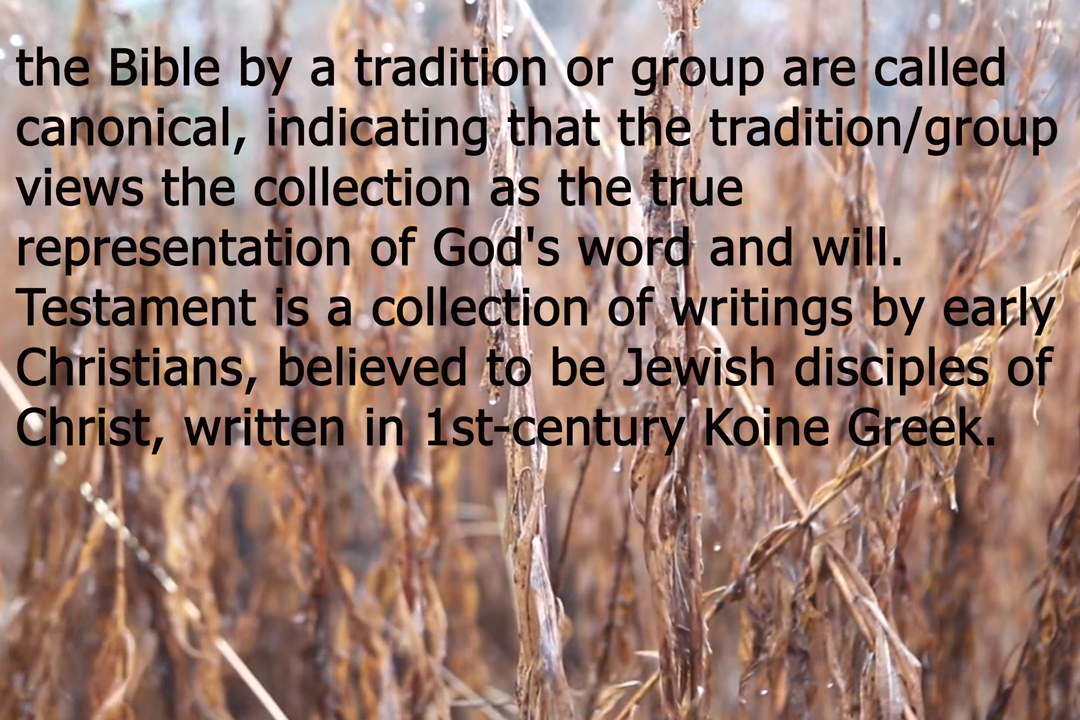 the Bible by a tradition or group are called
canonical, indicating that the tradition/group
views the collection as the true
representation of God's word and will.
Testament is a collection of writings by early
Christians, believed to be Jewish disciples of
Christ, written in 1st-century Koine Greek.